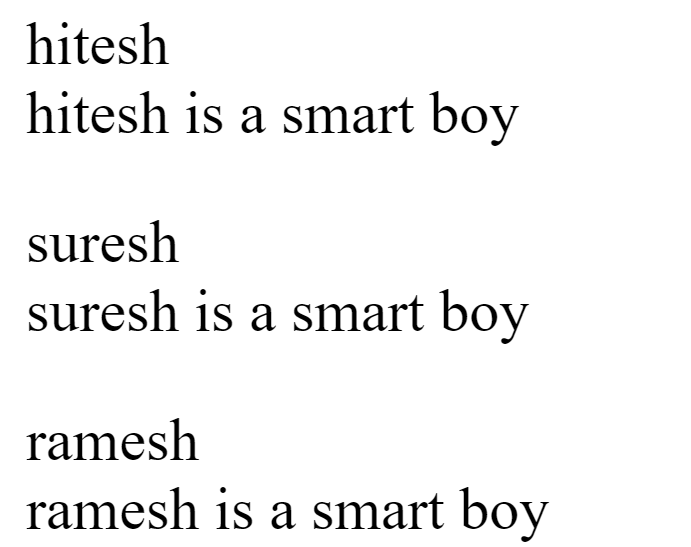 hitesh
hitesh is a smart boy
suresh
suresh is a smart boy
ramesh
ramesh is a smart boy